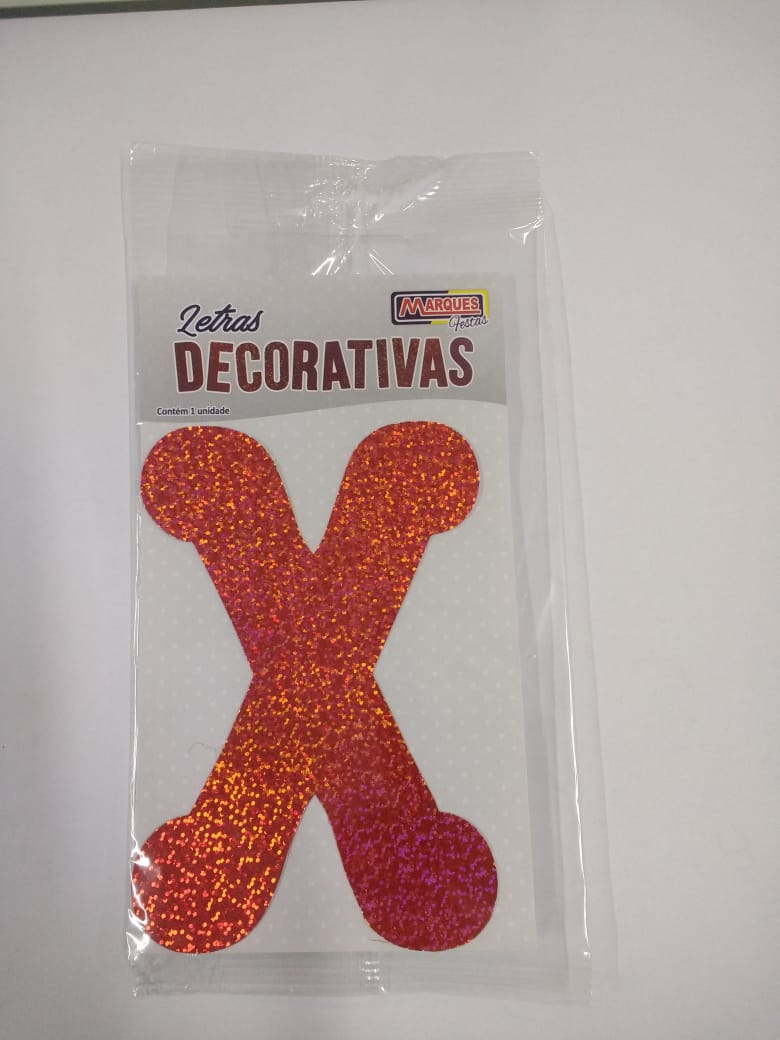 Letras
MARQUES
Festas
DECORATIVAS
Contém 1 unidade
X